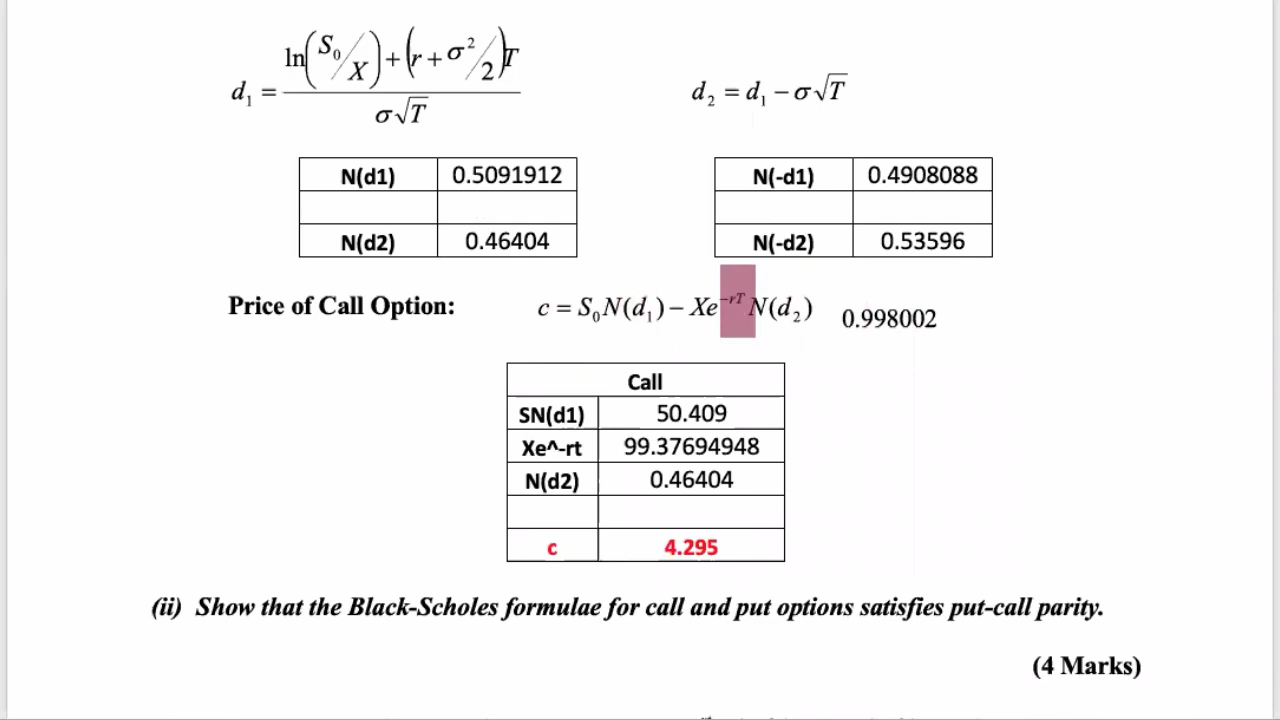 d₁ = (ln(S₀/X) + (r + σ²/2)T) / (σ√T)
d₂ = d₁ − σ√T
N(d1) 0.5091912
N(d2) 0.46404
N(-d1) 0.4908088
N(-d2) 0.53596
Price of Call Option: c = S₀N(d₁) − Xe⁻ʳᵀN(d₂) 0.998002
Call
SN(d1) 50.409
Xe^-rt 99.37694948
N(d2) 0.46404
c 4.295
(ii) Show that the Black-Scholes formulae for call and put options satisfies put-call parity.
(4 Marks)